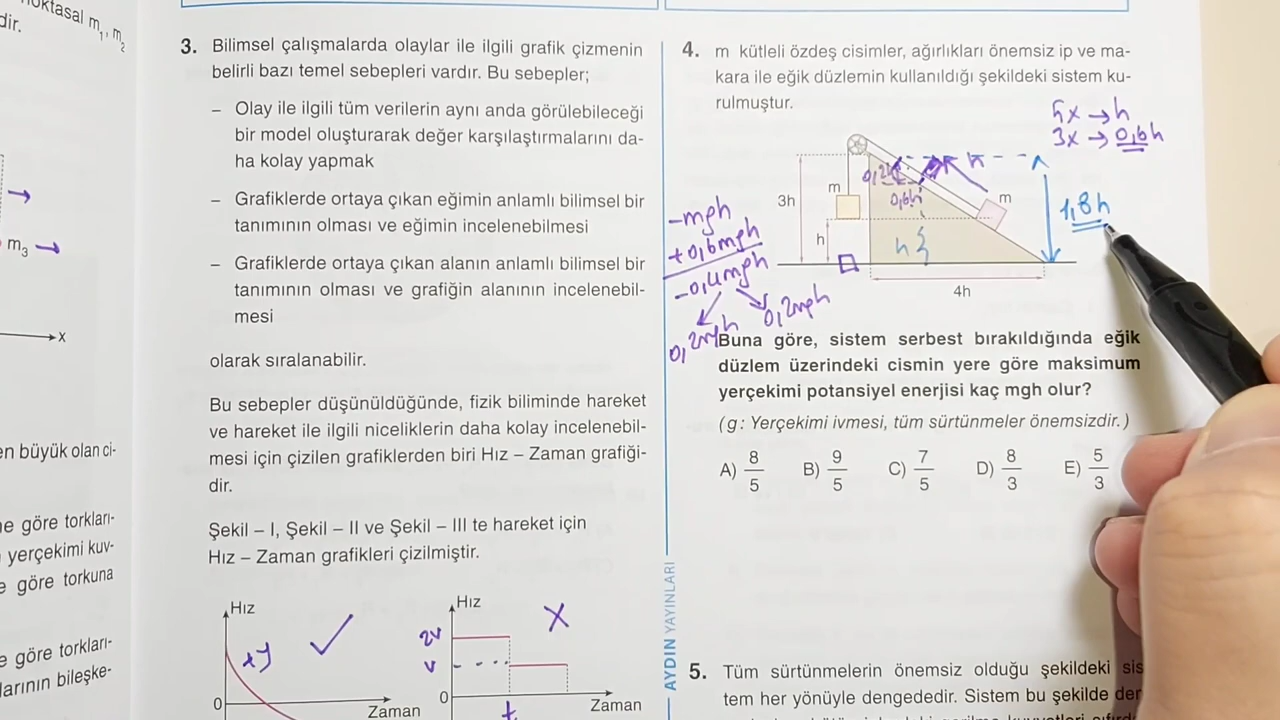 noktasal m1, m2
dir.
m3
x
en büyük olan ci-
ne göre torkları-
yerçekimi kuv-
e göre torkuna
e göre torkları-
larının bileşke-
3. Bilimsel çalışmalarda olaylar ile ilgili grafik çizmenin
belirli bazı temel sebepleri vardır. Bu sebepler;
– Olay ile ilgili tüm verilerin aynı anda görülebileceği
bir model oluşturarak değer karşılaştırmalarını da-
ha kolay yapmak
– Grafiklerde ortaya çıkan eğimin anlamlı bilimsel bir
tanımının olması ve eğimin incelenebilmesi
– Grafiklerde ortaya çıkan alanın anlamlı bilimsel bir
tanımının olması ve grafiğin alanının incelenebil-
mesi
olarak sıralanabilir.
Bu sebepler düşünüldüğünde, fizik biliminde hareket
ve hareket ile ilgili niceliklerin daha kolay incelenebil-
mesi için çizilen grafiklerden biri Hız – Zaman grafiği-
dir.
Şekil – I, Şekil – II ve Şekil – III te hareket için
Hız – Zaman grafikleri çizilmiştir.
Hız
+y
0
Zaman
Hız
2v
v
0
t
Zaman
X
AYDIN YAYINLARI
4. m kütleli özdeş cisimler, ağırlıkları önemsiz ip ve ma-
kara ile eğik düzlemin kullanıldığı şekildeki sistem ku-
rulmuştur.
5x → h
3x → 0,6h
3h
m
0,6h
m
h
h
1,8h
4h
-mgh
+0,6mgh
-0,4mgh
0,2mgh
0,2mgh
Buna göre, sistem serbest bırakıldığında eğik
düzlem üzerindeki cismin yere göre maksimum
yerçekimi potansiyel enerjisi kaç mgh olur?
(g: Yerçekimi ivmesi, tüm sürtünmeler önemsizdir.)
A) 8/5 B) 9/5 C) 7/5 D) 8/3 E) 5/3
5. Tüm sürtünmelerin önemsiz olduğu şekildeki sis
tem her yönüyle dengededir. Sistem bu şekilde den